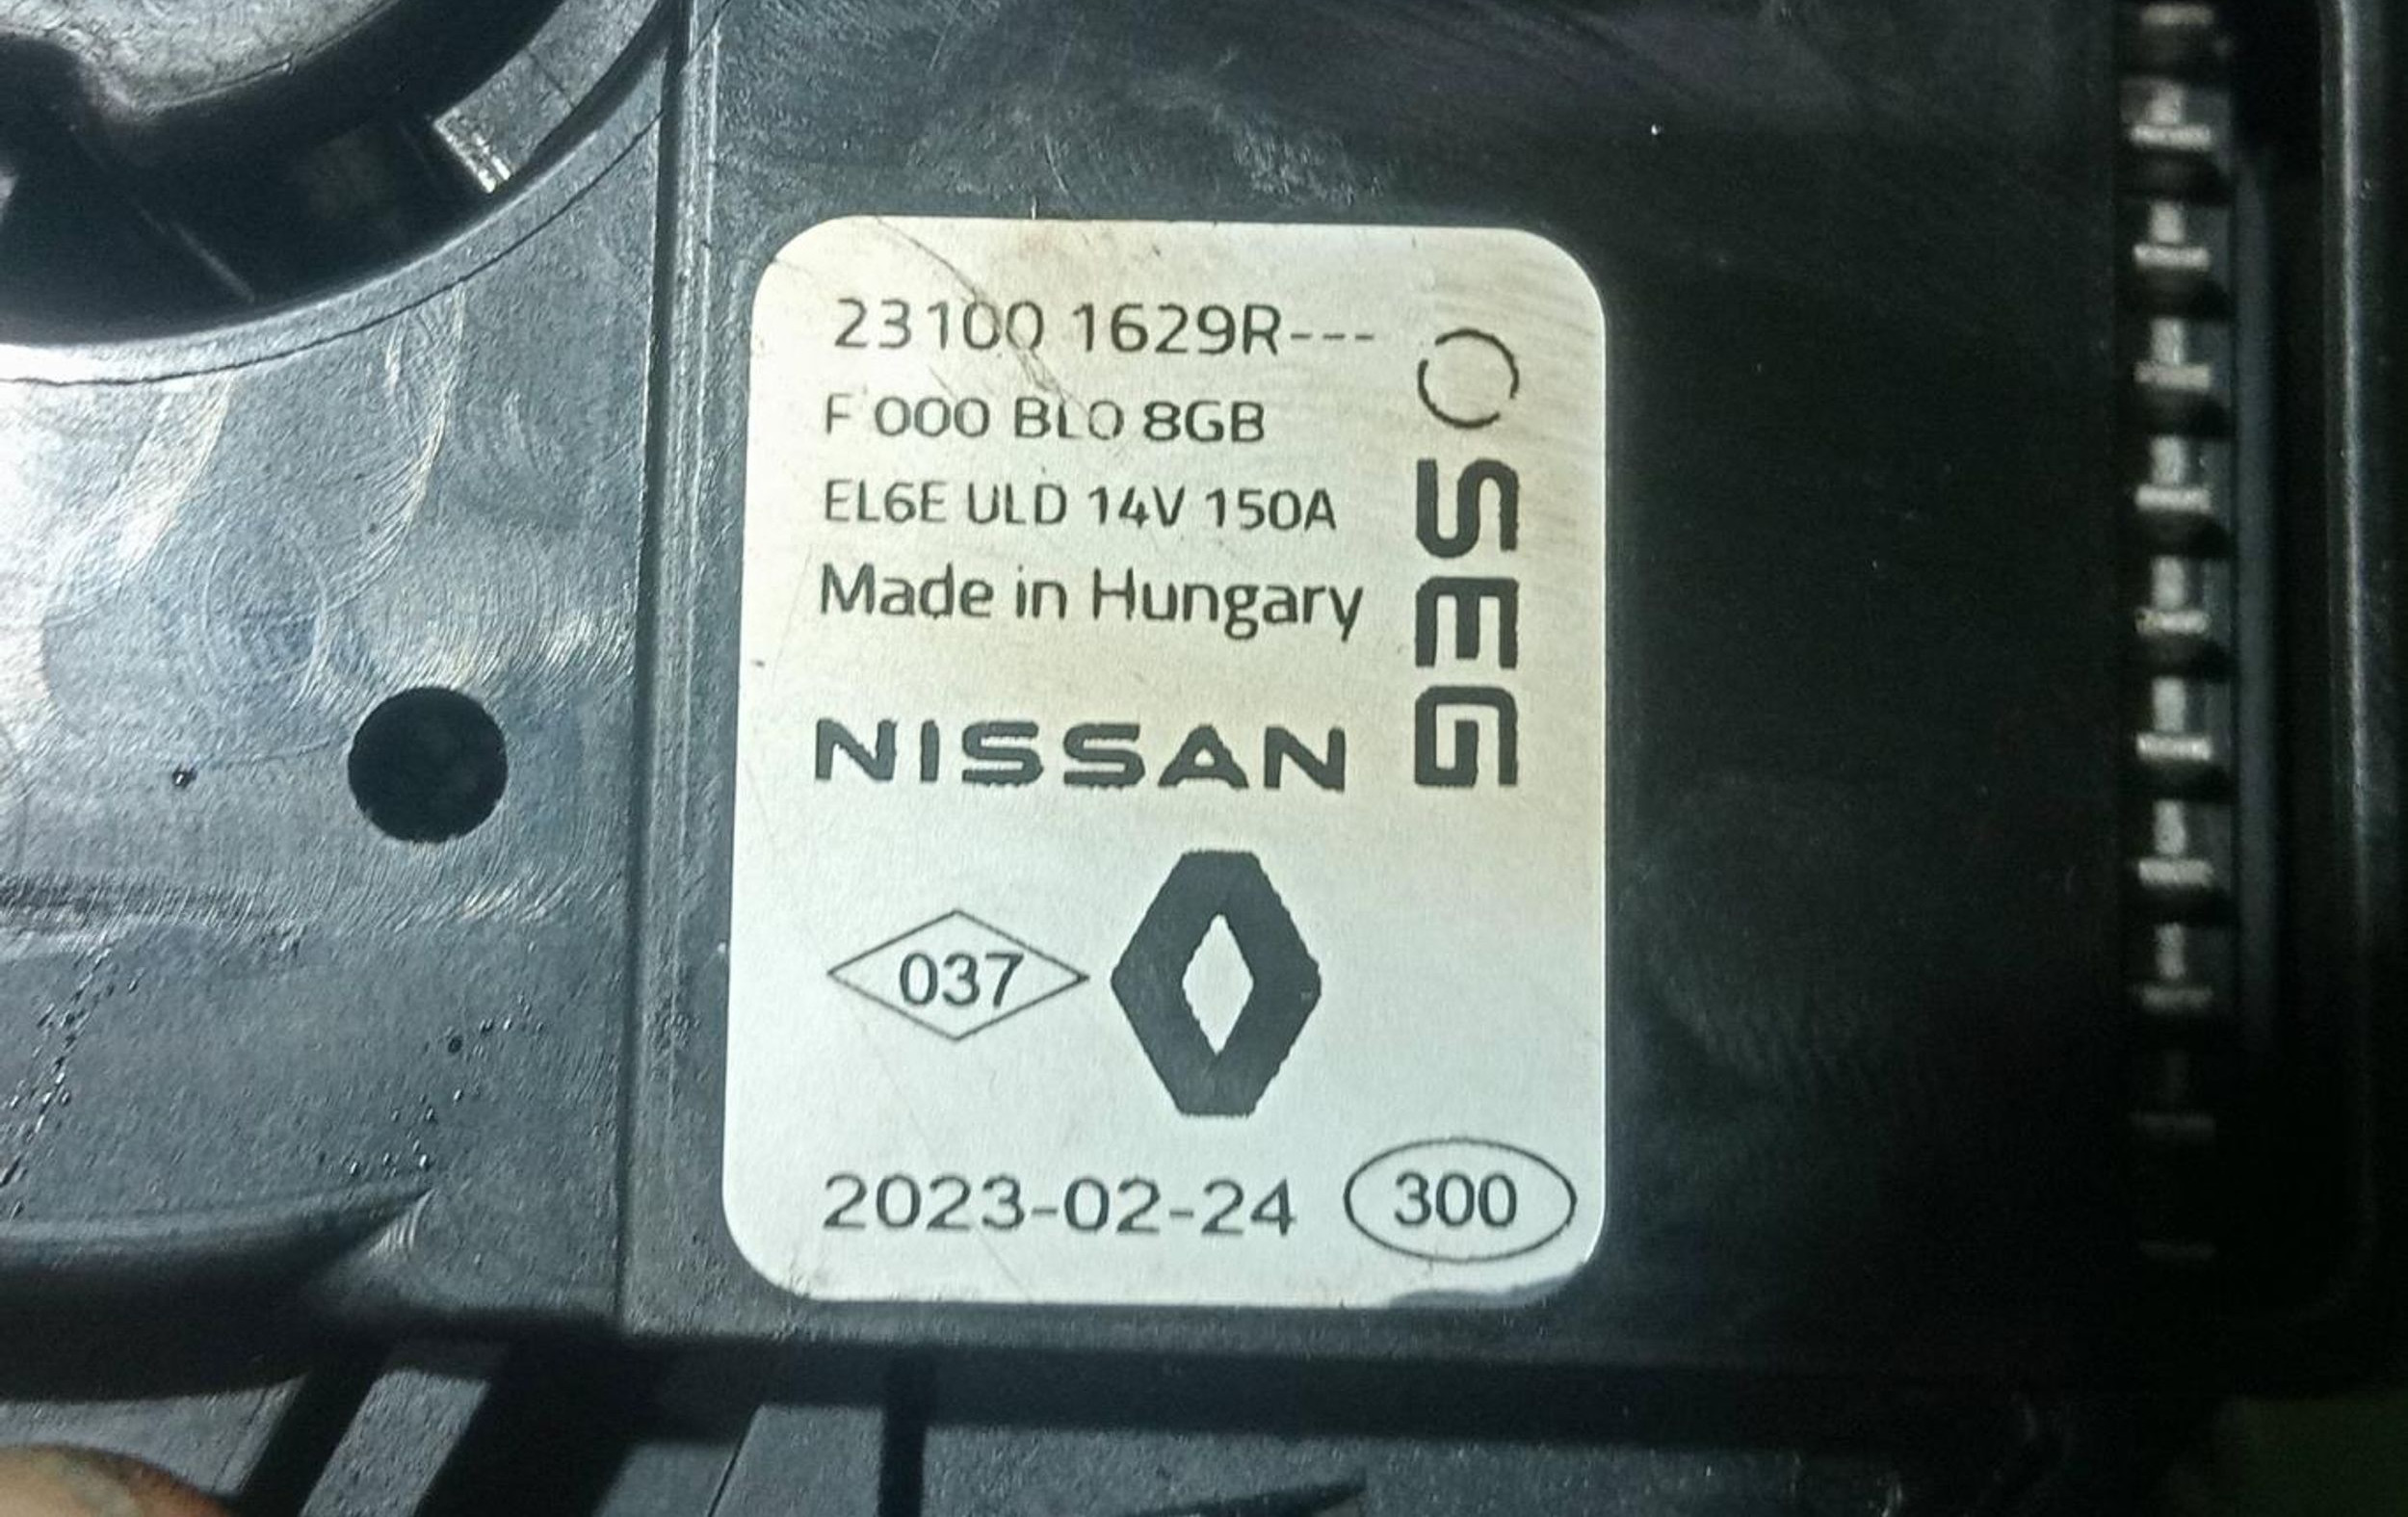 23100 1629R---
F 000 BL0 8GB
EL6E ULD 14V 150A
Made in Hungary
SEG
NISSAN
037
2023-02-24 300